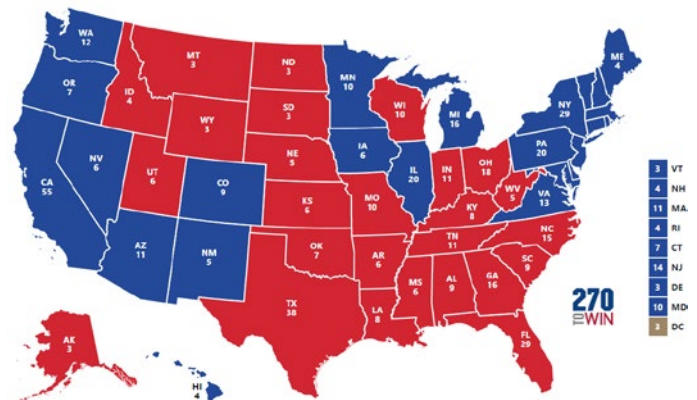 WA
12
MT
3
ND
3
MN
10
ME
4
OR
7
ID
4
SD
3
WI
10
NY
29
WY
3
MI
16
IA
6
PA
20
NE
5
NV
6
UT
6
IL
20
IN
11
OH
18
3 VT
CA
55
CO
9
WV
5
VA
13
4 NH
KS
6
MO
10
KY
8
11 MA
NC
15
4 RI
AZ
11
NM
5
OK
7
TN
11
7 CT
AR
6
SC
9
14 NJ
MS
6
AL
9
GA
16
3 DE
TX
38
LA
8
270
TO WIN
10 MD
3 DC
AK
3
FL
29
HI
4